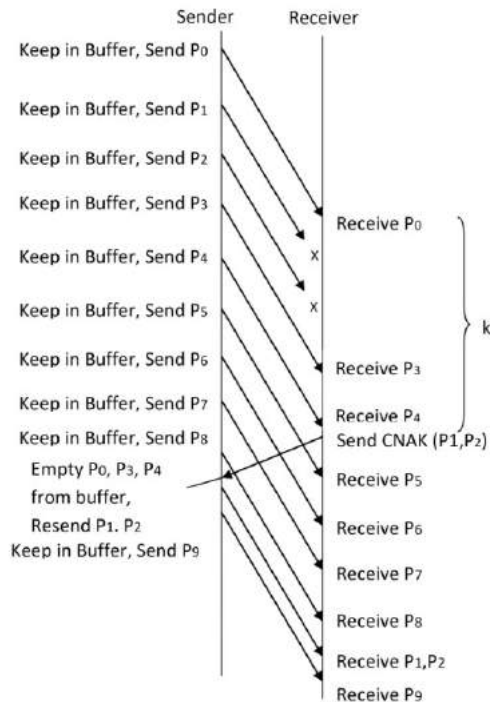 Sender Receiver
Keep in Buffer, Send P0
Keep in Buffer, Send P1
Keep in Buffer, Send P2
Keep in Buffer, Send P3
Keep in Buffer, Send P4
Keep in Buffer, Send P5
Keep in Buffer, Send P6
Keep in Buffer, Send P7
Keep in Buffer, Send P8
Empty P0, P3, P4
from buffer,
Resend P1. P2
Keep in Buffer, Send P9
Receive P0
x
x
k
Receive P3
Receive P4
Send CNAK (P1,P2)
Receive P5
Receive P6
Receive P7
Receive P8
Receive P1,P2
Receive P9